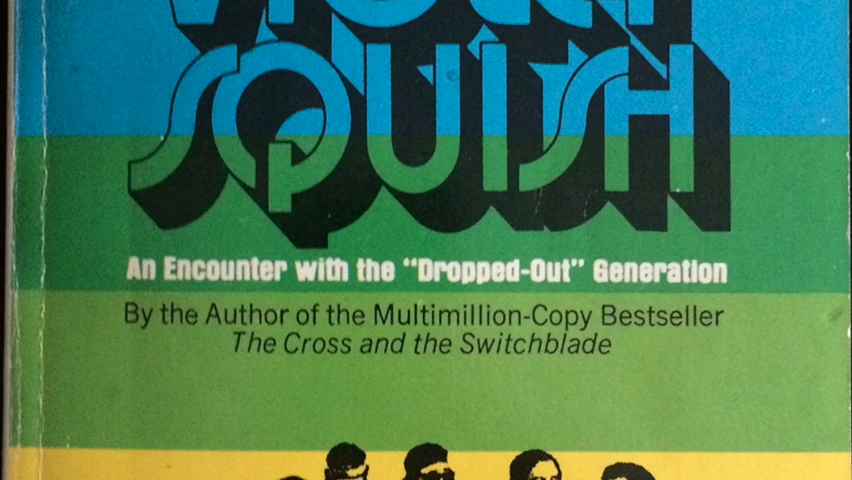 SQUISH
An Encounter with the “Dropped-Out” Generation
By the Author of the Multimillion-Copy Bestseller
The Cross and the Switchblade